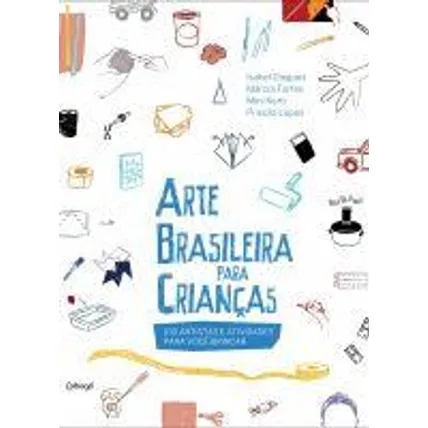 Isabel Diegues
Márcia Fortes
Mini Kerti
Priscila Lopes
ARTE
BRASILEIRA
PARA
CRIANÇAS
100 ARTISTAS E ATIVIDADES
PARA VOCÊ BRINCAR
Cobogó